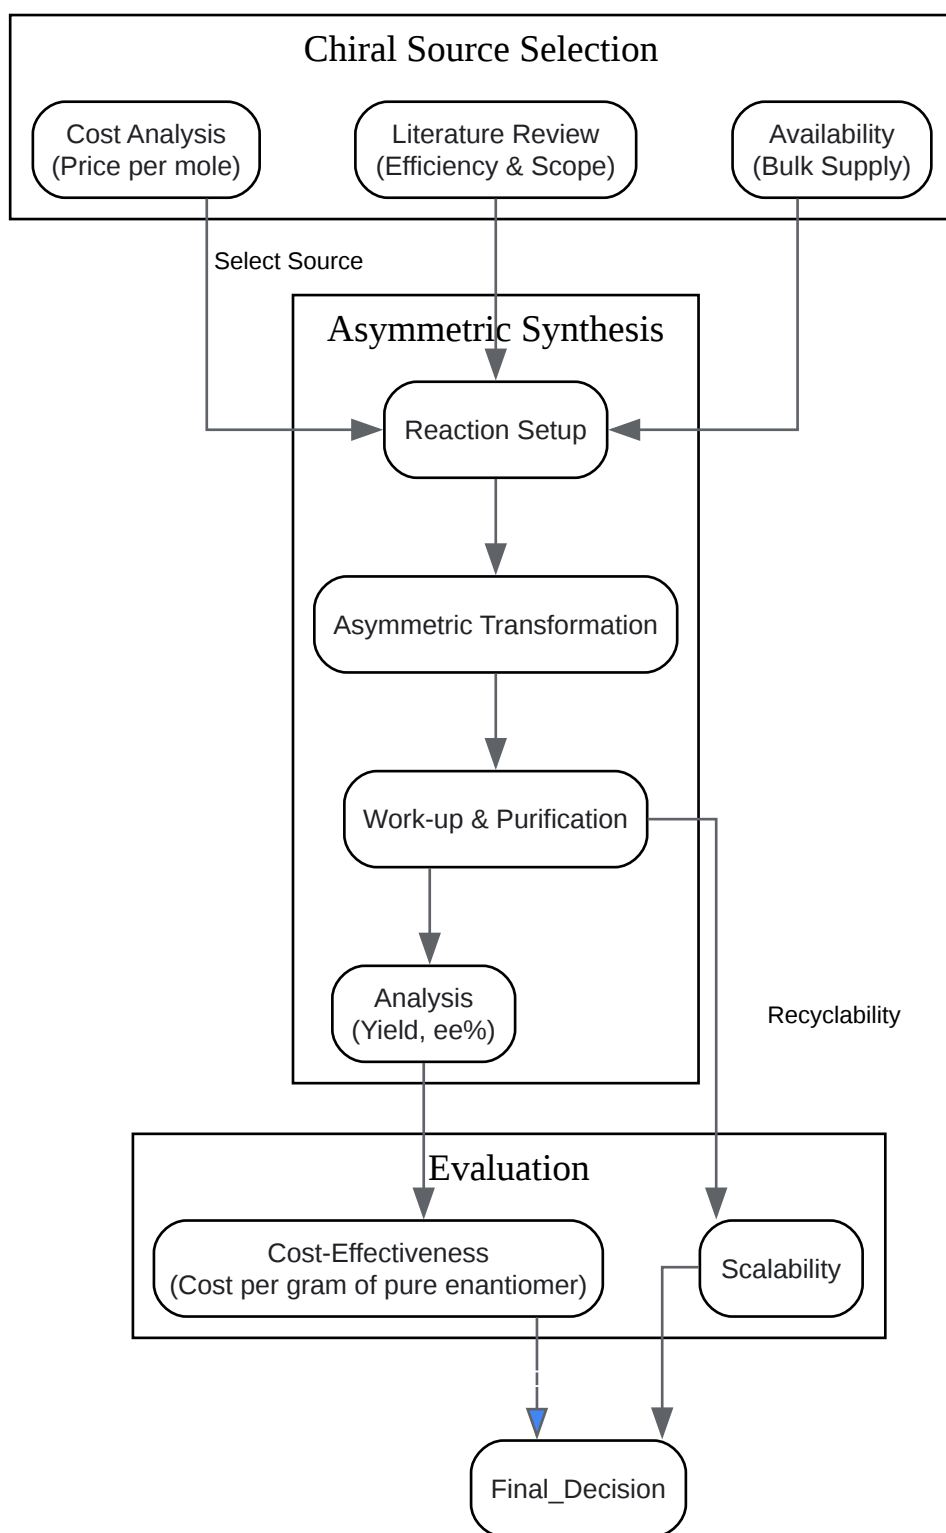 Chiral Source Selection
Cost Analysis
(Price per mole)
Literature Review
(Efficiency & Scope)
Availability
(Bulk Supply)
Select Source
Asymmetric Synthesis
Reaction Setup
Asymmetric Transformation
Work-up & Purification
Analysis
(Yield, ee%)
Recyclability
Evaluation
Cost-Effectiveness
(Cost per gram of pure enantiomer)
Scalability
Final_Decision